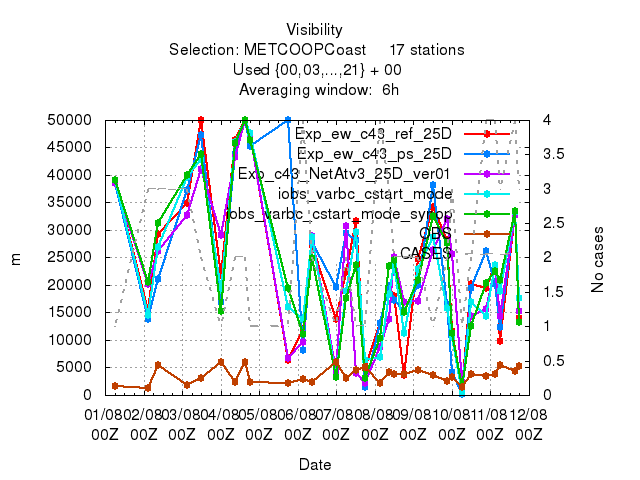 Visibility
Selection: METCOOPCoast 17 stations
Used {00,03,...,21} + 00
Averaging window: 6h
50000
45000
40000
35000
30000
25000
20000
15000
10000
5000
0
m
Exp_ew_c43_ref_25D
Exp_ew_c43_ps_25D
Exp_c43_NetAtv3_25D_ver01
iobs_varbc_cstart_mode
iobs_varbc_cstart_mode_synop
OBS
CASES
4
3.5
3
2.5
2
1.5
1
0.5
0
No cases
01/08 02/08 03/08 04/08 05/08 06/08 07/08 08/08 09/08 10/08 11/08 12/08
00Z 00Z 00Z 00Z 00Z 00Z 00Z 00Z 00Z 00Z 00Z 00Z
Date